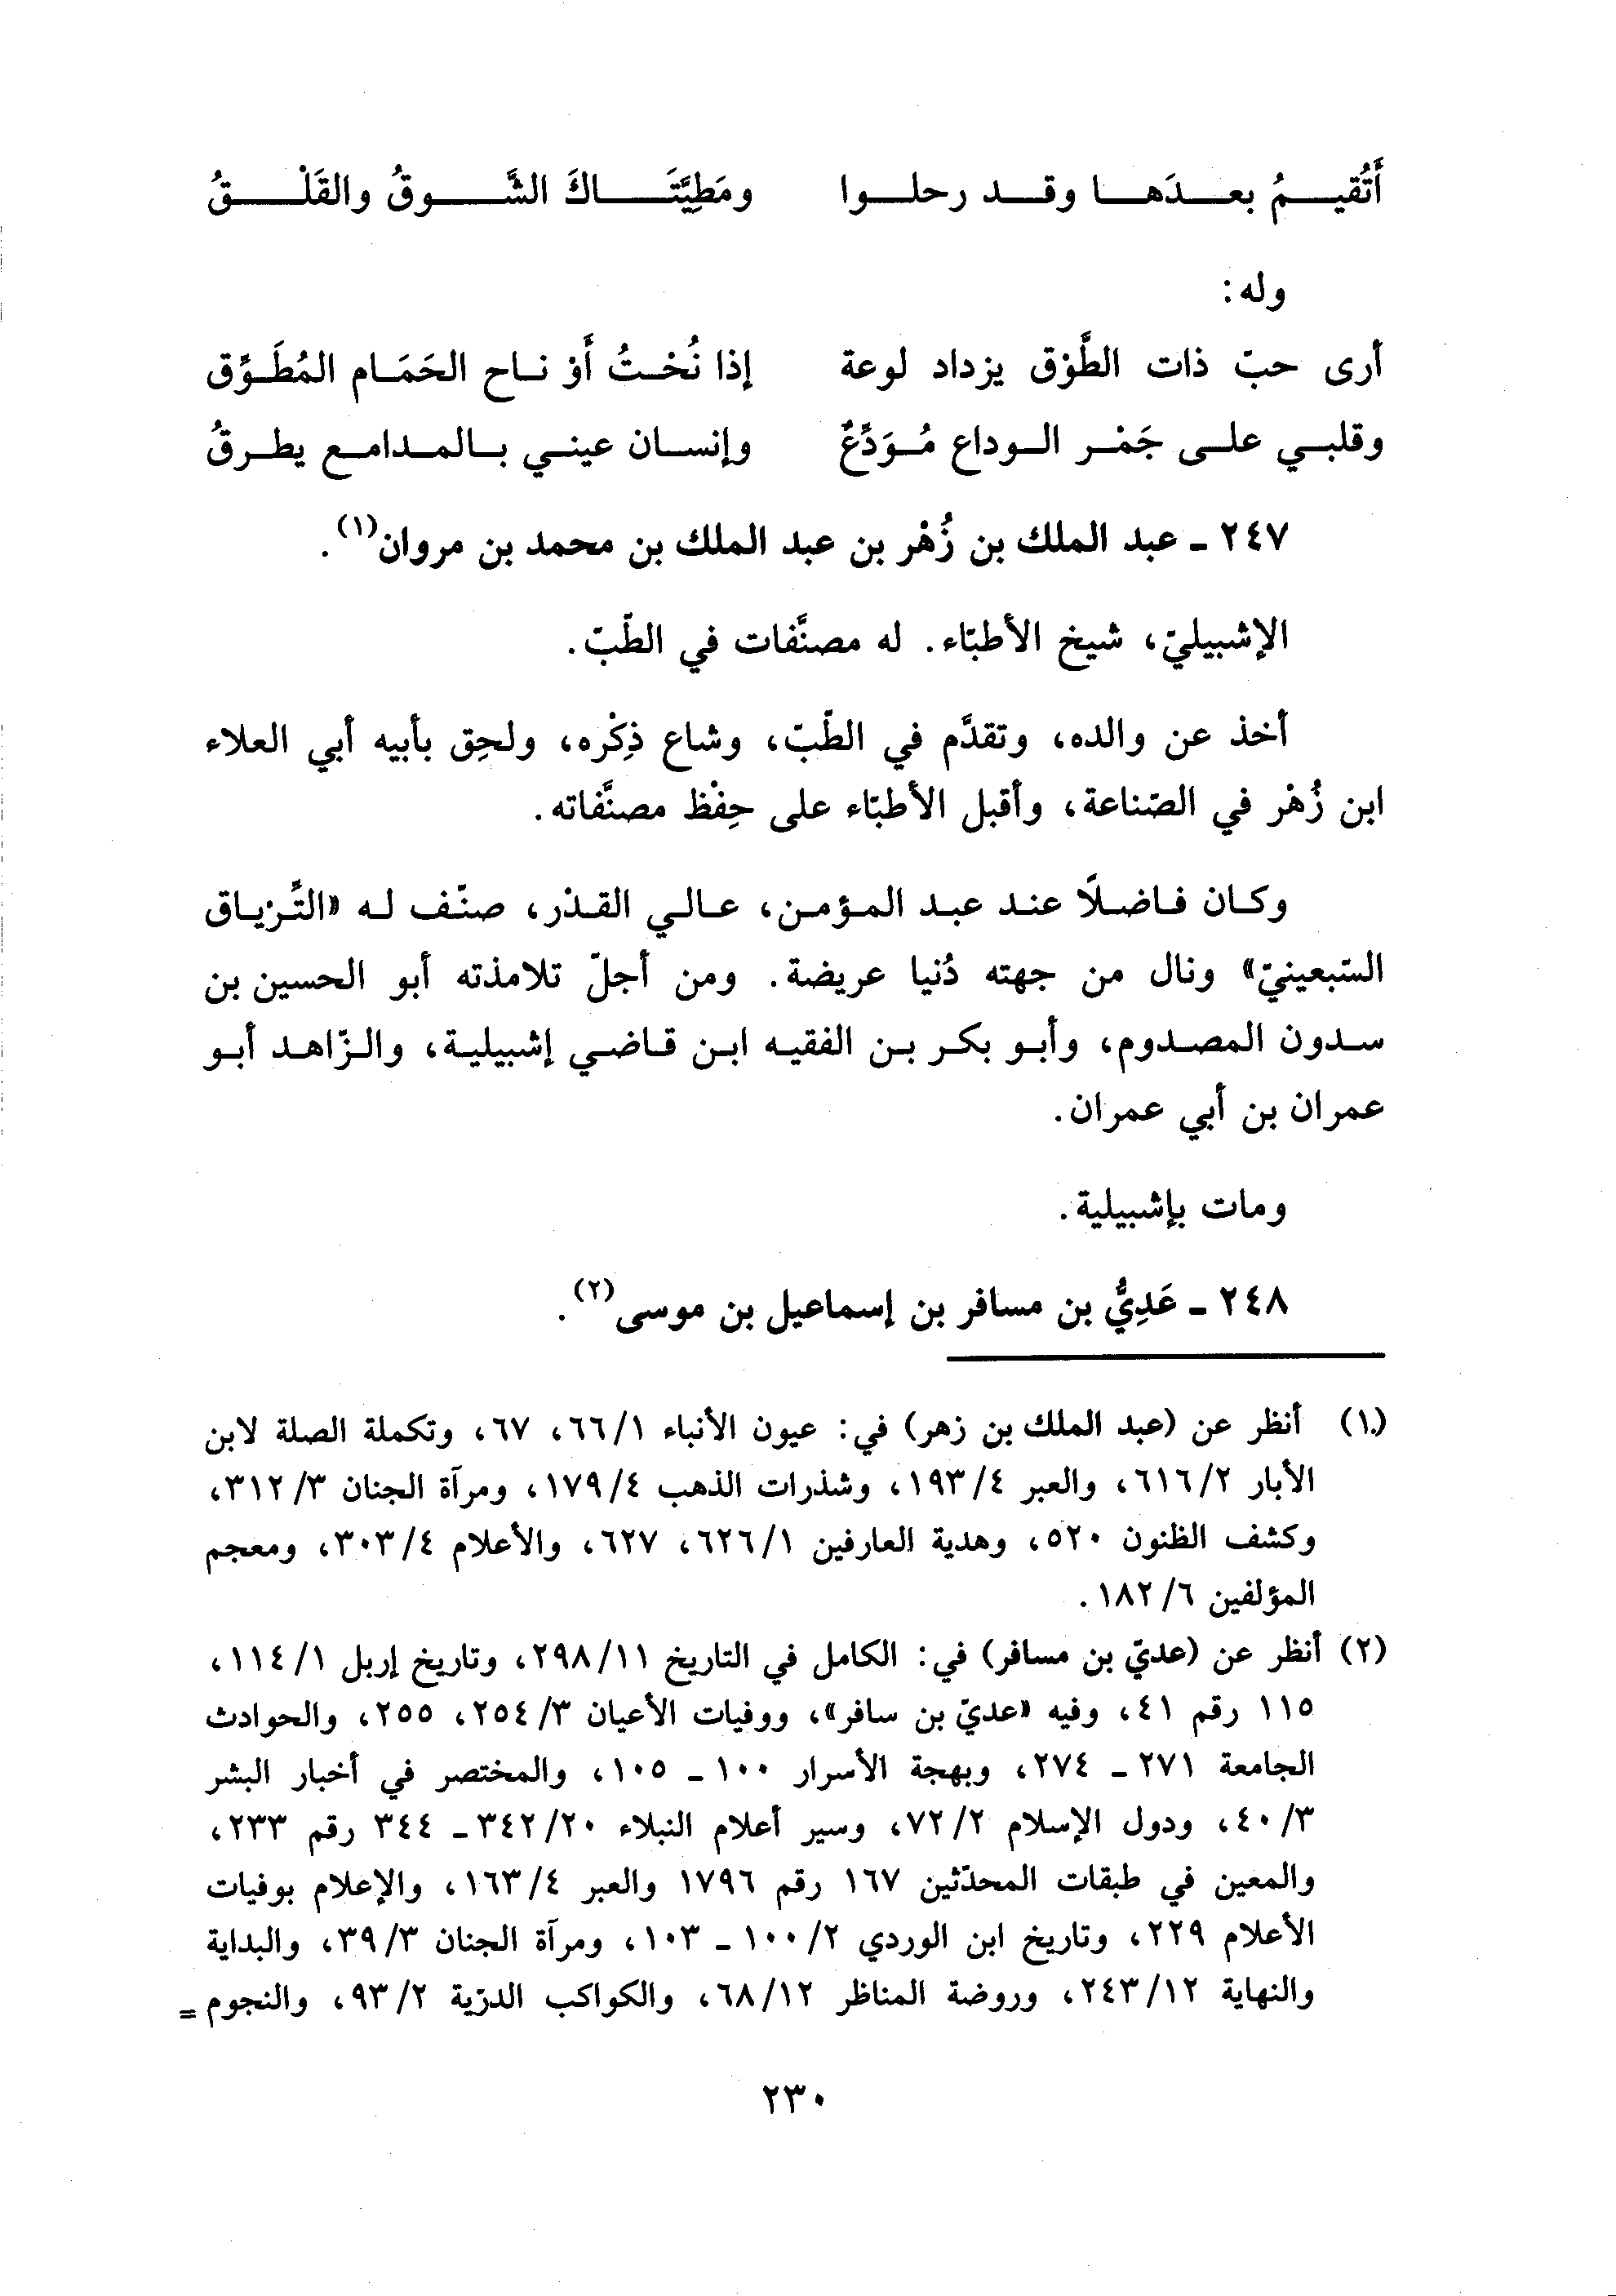 أَتُقيمُ بعدَها وقد رحلوا ومَطِيَّتَاكَ الشَّوقُ والقَلْقُ
وله:
أرى حبّ ذات الطَّوْق يزداد لوعة إذا نُحْتُ أوْ ناح الحَمَام المُطَوَّق
وقلبي على جَمْر الوداع مُوَدَّعٌ وإنسان عيني بالمدامع يطرقُ
٢٤٧ ـ عبد الملك بن زُهْر بن عبد الملك بن محمد بن مروان(١).
الإشبيليّ، شيخ الأطبّاء. له مصنَّفات في الطّبّ.
أخذ عن والده، وتقدَّم في الطّبّ، وشاع ذِكْره، ولحِق بأبيه أبي العلاء
ابن زُهْر في الصّناعة، وأقبل الأطبّاء على حِفْظ مصنَّفاته.
وكان فاضلًا عند عبد المؤمن، عالي القدْر، صنّف له «التِّرْياق
السّبعينيّ» ونال من جهته دُنيا عريضة. ومن أجلّ تلامذته أبو الحسين بن
سدون المصدوم، وأبو بكر بن الفقيه ابن قاضي إشبيلية، والزّاهد أبو
عمران بن أبي عمران.
ومات بإشبيلية.
٢٤٨ ـ عَدِيُّ بن مسافر بن إسماعيل بن موسى(٢).
(١) أنظر عن (عبد الملك بن زهر) في: عيون الأنباء ١/٦٦، ٦٧، وتكملة الصلة لابن
الأبار ٢/٦١٦، والعبر ٤/١٩٣، وشذرات الذهب ٤/١٧٩، ومرآة الجنان ٣/٣١٢،
وكشف الظنون ٥٢٠، وهدية العارفين ١/٦٢٦، ٦٢٧، والأعلام ٤/٣٠٣، ومعجم
المؤلفين ٦/١٨٢.
(٢) أنظر عن (عديّ بن مسافر) في: الكامل في التاريخ ١١/٢٩٨، وتاريخ إربل ١/١١٤،
١١٥ رقم ٤١، وفيه «عديّ بن سافر»، ووفيات الأعيان ٣/٢٥٤، ٢٥٥، والحوادث
الجامعة ٢٧١ ـ ٢٧٤، وبهجة الأسرار ١٠٠ ـ ١٠٥، والمختصر في أخبار البشر
٣/٤٠، ودول الإسلام ٢/٧٢، وسير أعلام النبلاء ٢٠/٣٤٢ ـ ٣٤٤ رقم ٢٣٣،
والمعين في طبقات المحدّثين ١٦٧ رقم ١٧٩٦ والعبر ٤/١٦٣، والإعلام بوفيات
الأعلام ٢٢٩، وتاريخ ابن الوردي ٢/١٠٠ ـ ١٠٣، ومرآة الجنان ٣/٣٩، والبداية
والنهاية ١٢/٢٤٣، وروضة المناظر ١٢/٦٨، والكواكب الدرّية ٢/٩٣، والنجوم =
٢٣٠